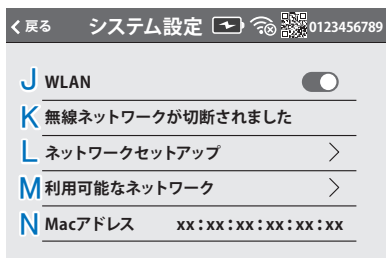 戻る システム設定 0123456789
J WLAN
K 無線ネットワークが切断されました
L ネットワークセットアップ
M 利用可能なネットワーク
N Macアドレス xx:xx:xx:xx:xx:xx